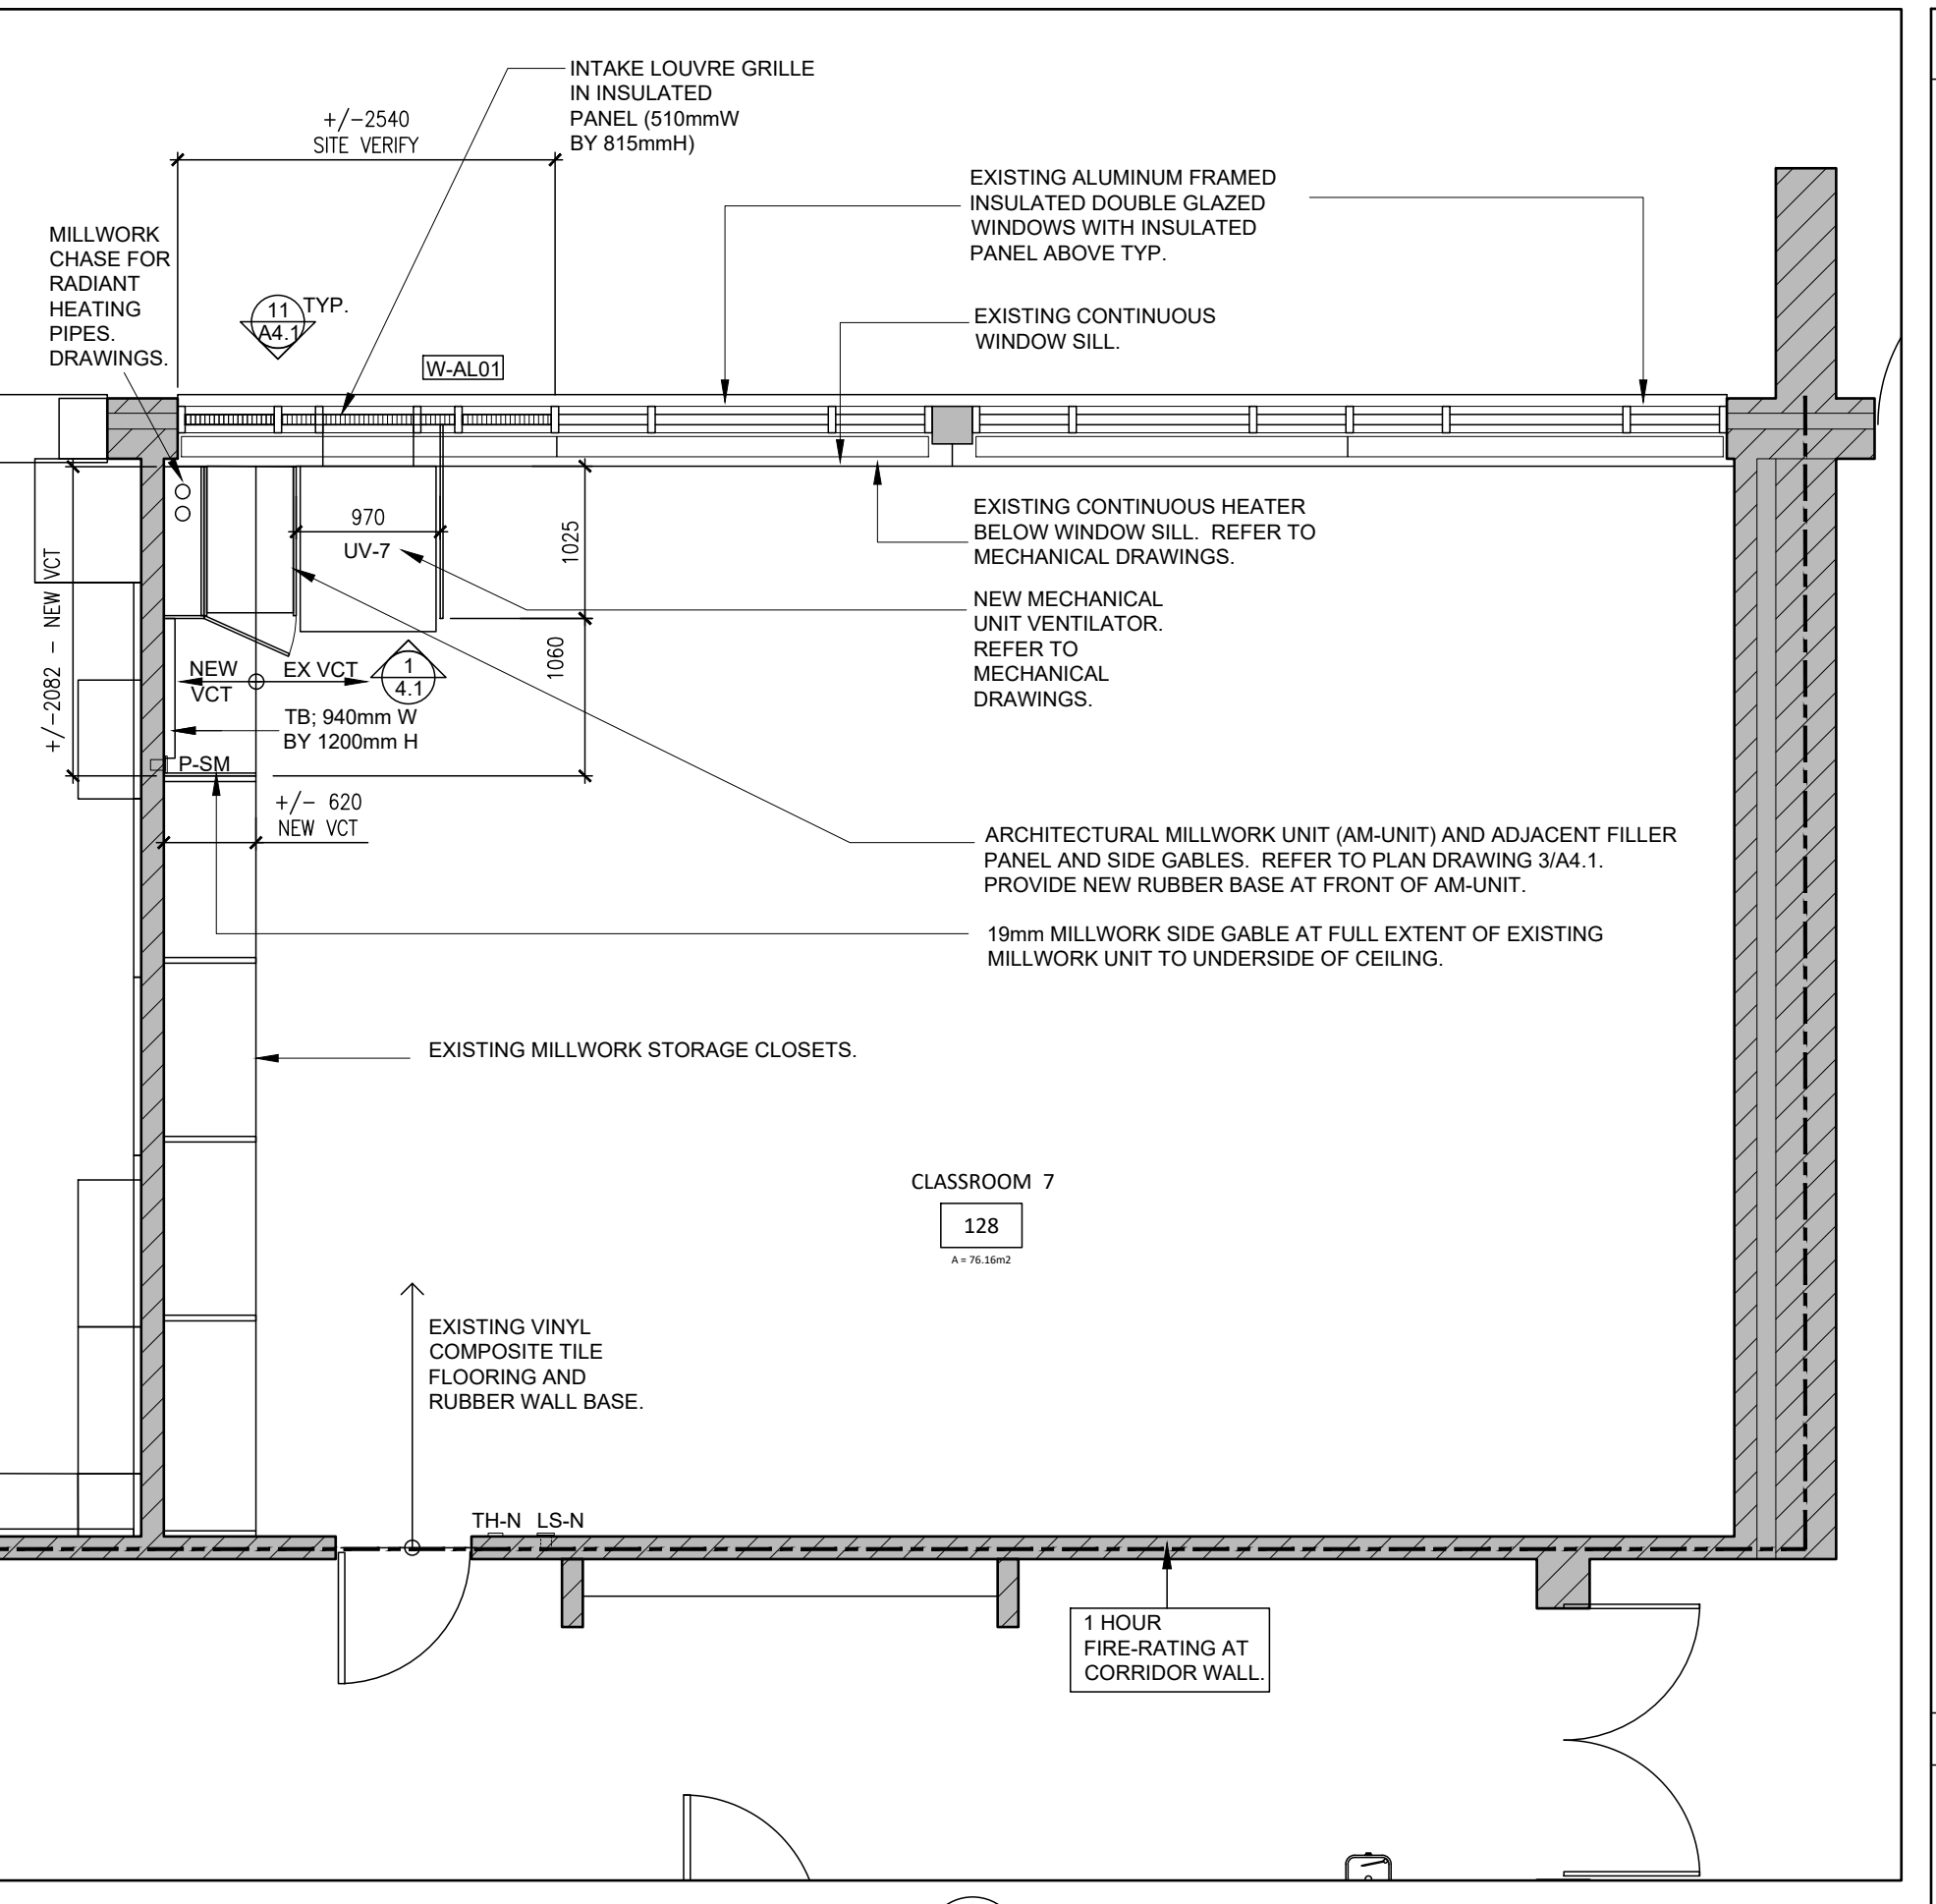 INTAKE LOUVRE GRILLE
IN INSULATED
PANEL (510mmW
BY 815mmH)
+/-2540
SITE VERIFY
EXISTING ALUMINUM FRAMED
INSULATED DOUBLE GLAZED
WINDOWS WITH INSULATED
PANEL ABOVE TYP.
MILLWORK
CHASE FOR
RADIANT
HEATING
PIPES.
DRAWINGS.
11
A4.1
TYP.
EXISTING CONTINUOUS
WINDOW SILL.
W-AL01
970
UV-7
1025
EXISTING CONTINUOUS HEATER
BELOW WINDOW SILL. REFER TO
MECHANICAL DRAWINGS.
+/-2082 - NEW VCT
NEW MECHANICAL
UNIT VENTILATOR.
REFER TO
MECHANICAL
DRAWINGS.
1060
NEW
VCT
EX VCT
1
4.1
TB; 940mm W
BY 1200mm H
P-SM
+/- 620
NEW VCT
ARCHITECTURAL MILLWORK UNIT (AM-UNIT) AND ADJACENT FILLER
PANEL AND SIDE GABLES. REFER TO PLAN DRAWING 3/A4.1.
PROVIDE NEW RUBBER BASE AT FRONT OF AM-UNIT.
19mm MILLWORK SIDE GABLE AT FULL EXTENT OF EXISTING
MILLWORK UNIT TO UNDERSIDE OF CEILING.
EXISTING MILLWORK STORAGE CLOSETS.
CLASSROOM 7
128
A = 76.16m2
EXISTING VINYL
COMPOSITE TILE
FLOORING AND
RUBBER WALL BASE.
TH-N
LS-N
1 HOUR
FIRE-RATING AT
CORRIDOR WALL.